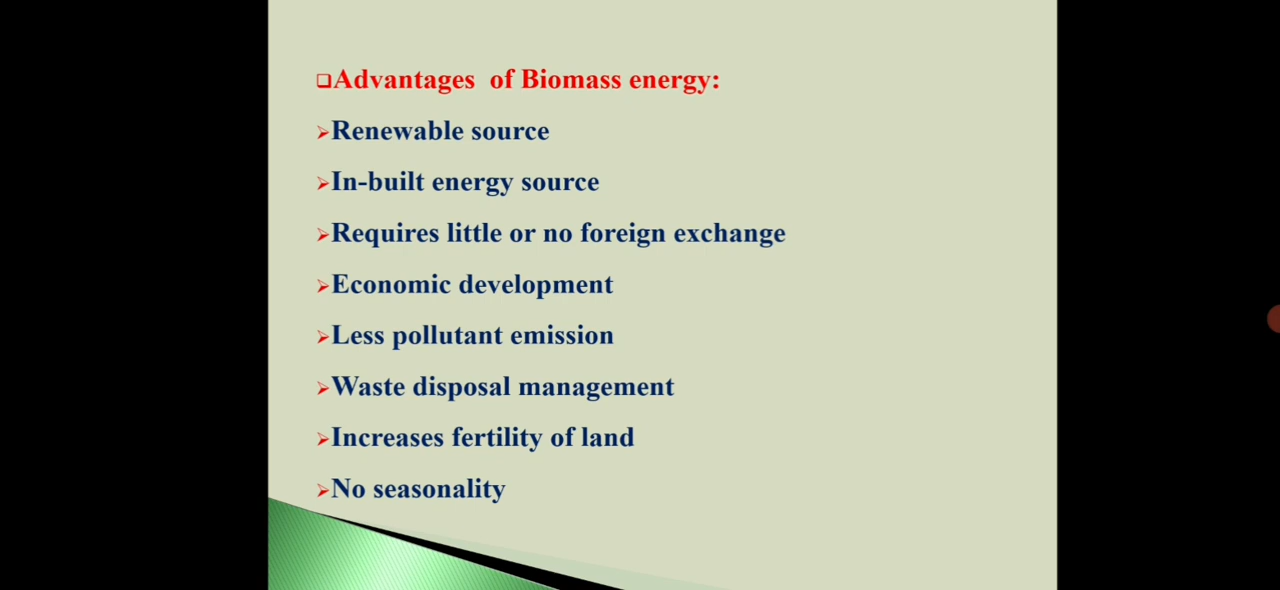 ❑Advantages of Biomass energy:
➢Renewable source
➢In-built energy source
➢Requires little or no foreign exchange
➢Economic development
➢Less pollutant emission
➢Waste disposal management
➢Increases fertility of land
➢No seasonality